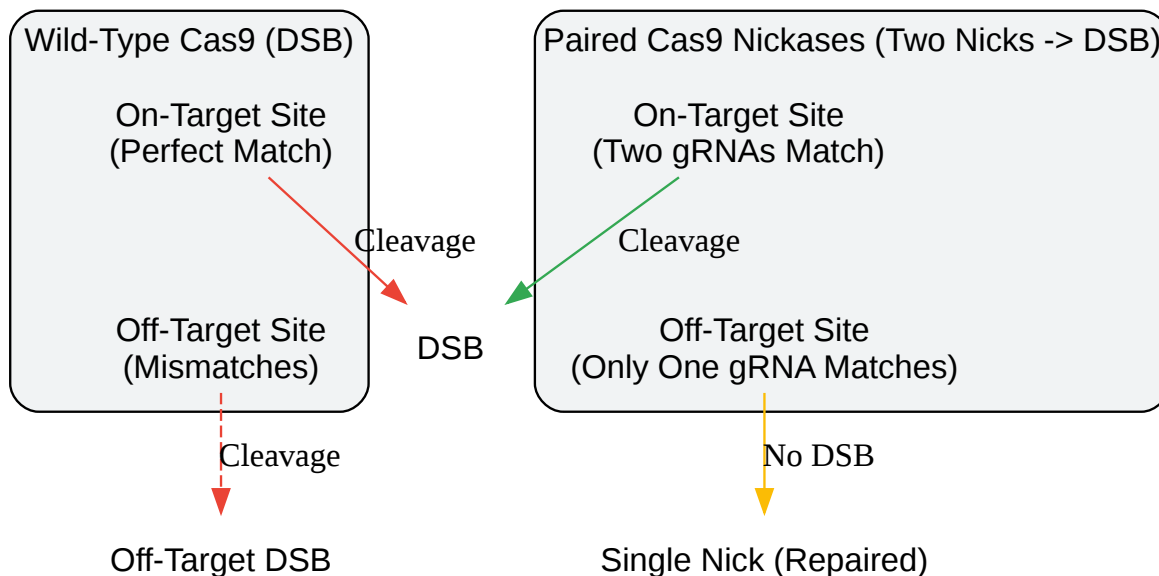 Wild-Type Cas9 (DSB)
On-Target Site
(Perfect Match)
Cleavage
Off-Target Site
(Mismatches)
Cleavage
Off-Target DSB
DSB
Paired Cas9 Nickases (Two Nicks -> DSB)
On-Target Site
(Two gRNAs Match)
Cleavage
Off-Target Site
(Only One gRNA Matches)
No DSB
Single Nick (Repaired)